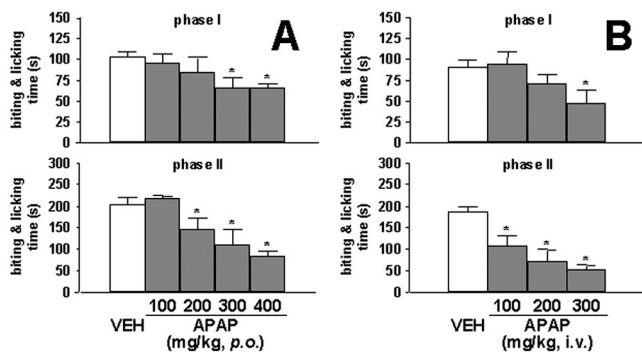 A
phase I
biting & licking
time (s)
150
125
100
75
50
25
0
* *
phase II
biting & licking
time (s)
300
250
200
150
100
50
0
* * *
100 200 300 400
VEH APAP
(mg/kg, p.o.)
B
phase I
biting & licking
time (s)
150
125
100
75
50
25
0
*
phase II
biting & licking
time (s)
300
250
200
150
100
50
0
* * *
100 200 300
VEH APAP
(mg/kg, i.v.)